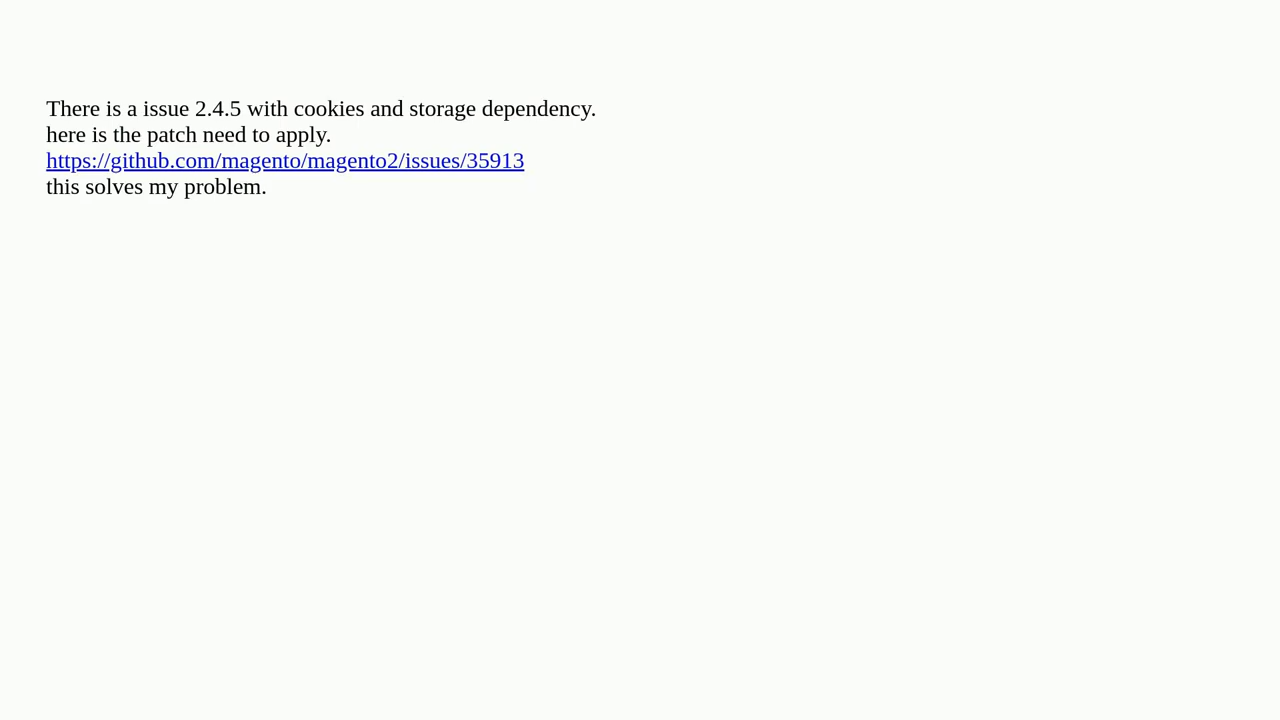 There is a issue 2.4.5 with cookies and storage dependency.
here is the patch need to apply.
https://github.com/magento/magento2/issues/35913
this solves my problem.